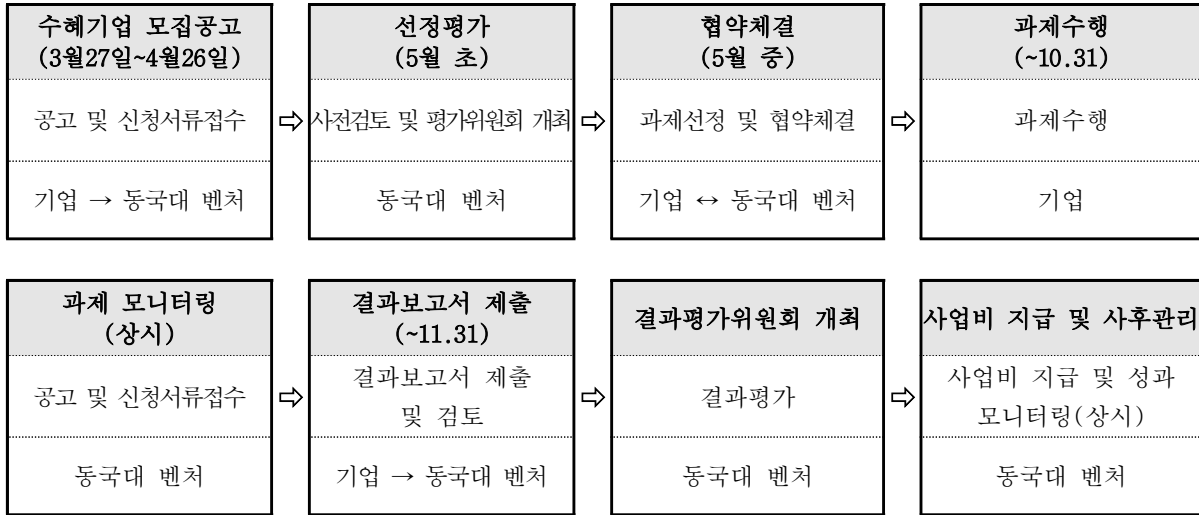 수혜기업 모집공고
(3월27일~4월26일)
공고 및 신청서류접수
기업 → 동국대 벤처
⇨
선정평가
(5월 초)
사전검토 및 평가위원회 개최
동국대 벤처
⇨
협약체결
(5월 중)
과제선정 및 협약체결
기업 ↔ 동국대 벤처
⇨
과제수행
(~10.31)
과제수행
기업
과제 모니터링
(상시)
공고 및 신청서류접수
동국대 벤처
⇨
결과보고서 제출
(~11.31)
결과보고서 제출
및 검토
기업 → 동국대 벤처
⇨
결과평가위원회 개최
결과평가
동국대 벤처
⇨
사업비 지급 및 사후관리
사업비 지급 및 성과
모니터링(상시)
동국대 벤처